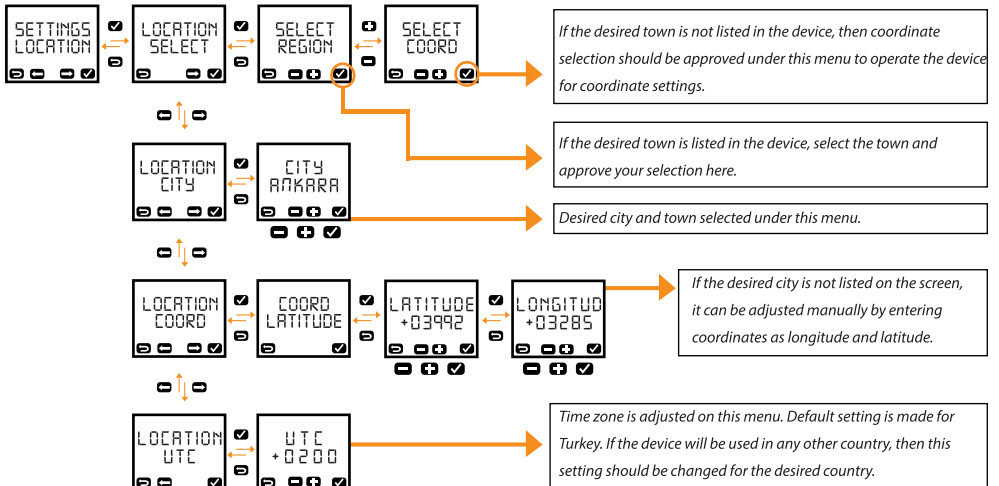 SETTINGS
LOCATION
LOCATION
SELECT
SELECT
REGION
SELECT
COORD
If the desired town is not listed in the device, then coordinate
selection should be approved under this menu to operate the device
for coordinate settings.
If the desired town is listed in the device, select the town and
approve your selection here.
LOCATION
CITY
CITY
ANKARA
Desired city and town selected under this menu.
LOCATION
COORD
COORD
LATITUDE
LATITUDE
+03992
LONGITUD
+03285
If the desired city is not listed on the screen,
it can be adjusted manually by entering
coordinates as longitude and latitude.
LOCATION
UTC
UTC
+0200
Time zone is adjusted on this menu. Default setting is made for
Turkey. If the device will be used in any other country, then this
setting should be changed for the desired country.